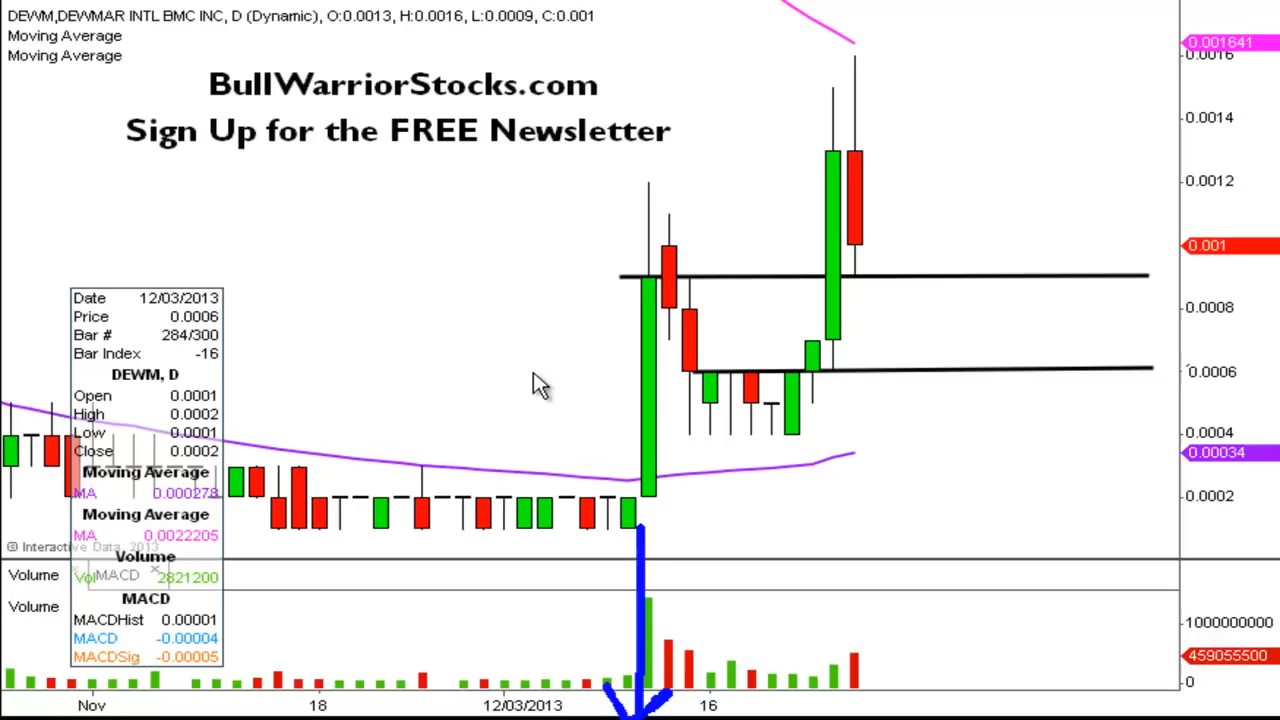 DEWM,DEWMAR INTL BMC INC, D (Dynamic), O:0.0013, H:0.0016, L:0.0009, C:0.001
Moving Average
Moving Average
BullWarriorStocks.com
Sign Up for the FREE Newsletter
0.001641
0.0016
0.0014
0.0012
0.001
0.0008
0.0006
0.0004
0.00034
0.0002
Date 12/03/2013
Price 0.0006
Bar # 284/300
Bar Index -16
DEWM, D
Open 0.0001
High 0.0002
Low 0.0001
Close 0.0002
Moving Average
MA 0.000278
Moving Average
MA 0.0022205
© Interactive Data, 2013
Volume
Vol 2821200
MACD
MACD
MACDHist 0.00001
MACD -0.00004
MACDSig -0.00005
Volume
Volume
1000000000
459055500
0
Nov 18 12/03/2013 16